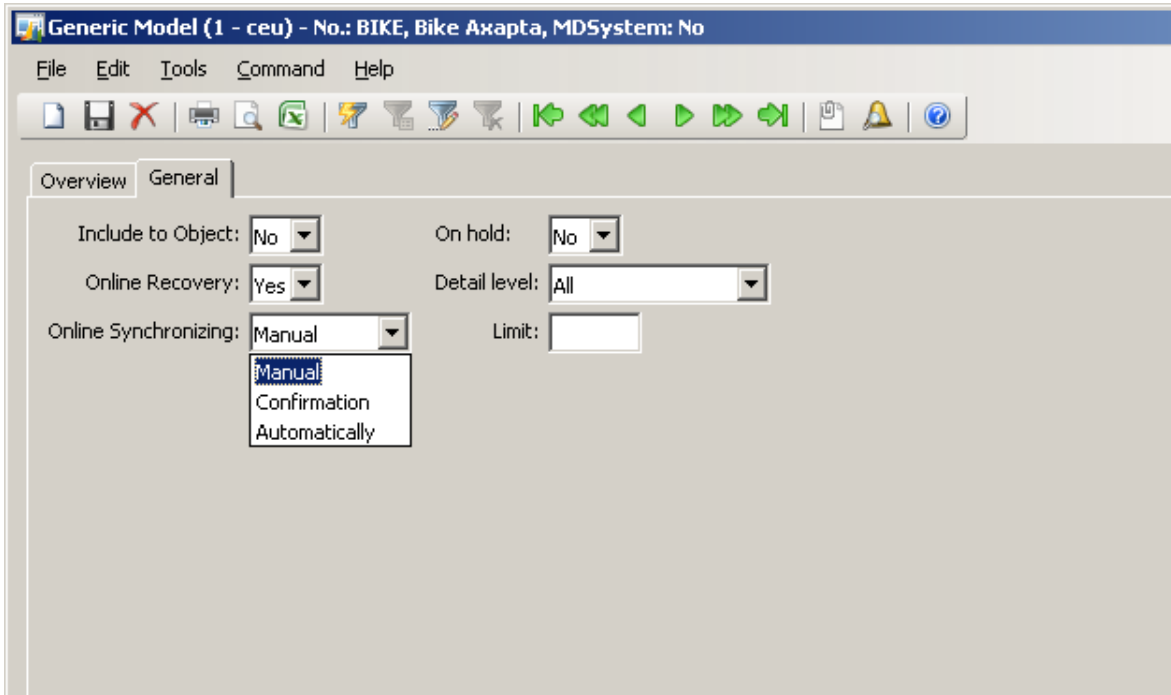 Generic Model (1 - ceu) - No.: BIKE, Bike Axapta, MDSystem: No
File Edit Tools Command Help
Overview General
Include to Object: No On hold: No
Online Recovery: Yes Detail level: All
Online Synchronizing: Manual Limit:
Manual
Confirmation
Automatically